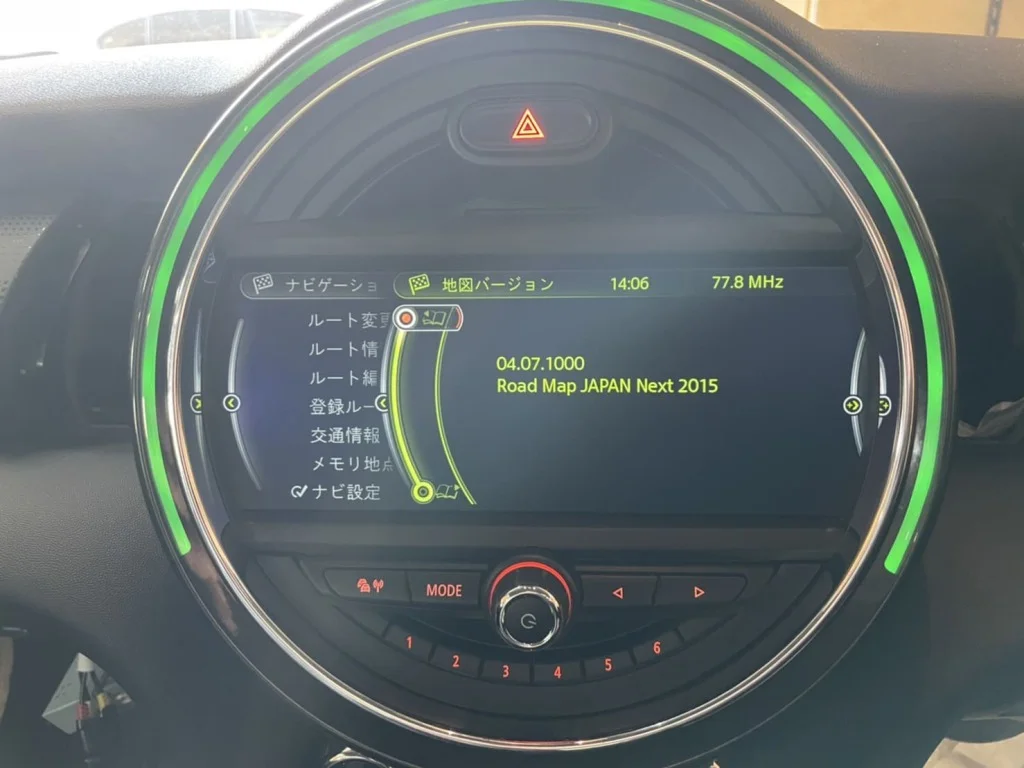 ナビゲーショ 地図バージョン 14:06 77.8 MHz
ルート変
ルート情
ルート編
登録ルー
交通情報
メモリ地点
ナビ設定
04.07.1000
Road Map JAPAN Next 2015
MODE
1 2 3 4 5 6